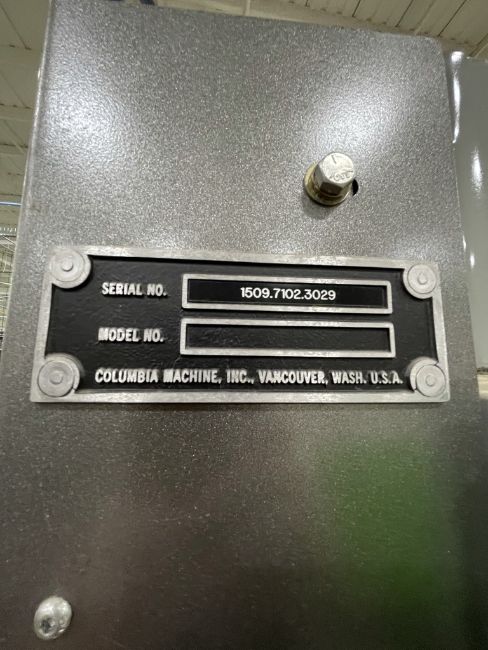 SERIAL NO. 1509.7102.3029
MODEL NO.
COLUMBIA MACHINE, INC., VANCOUVER, WASH. U.S.A.